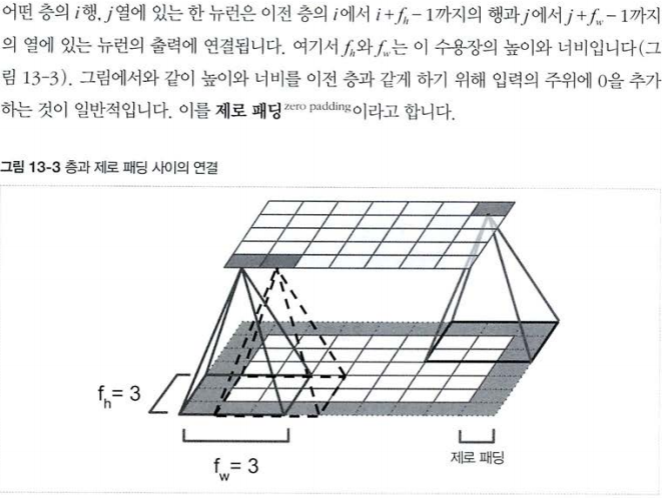 어떤 층의 i행, j열에 있는 한 뉴런은 이전 층의 i에서 i+fₕ−1까지의 행과 j에서 j+f_w−1까지
의 열에 있는 뉴런의 출력에 연결됩니다. 여기서 fₕ와 f_w는 이 수용장의 높이와 너비입니다(그
림 13-3). 그림에서와 같이 높이와 너비를 이전 층과 같게 하기 위해 입력의 주위에 0을 추가
하는 것이 일반적입니다. 이를 제로 패딩zero padding이라고 합니다.
그림 13-3 층과 제로 패딩 사이의 연결
fₕ= 3
f_w= 3
제로 패딩